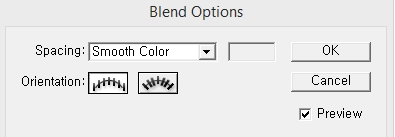 Blend Options
Spacing: Smooth Color OK
Orientation: Cancel
Preview